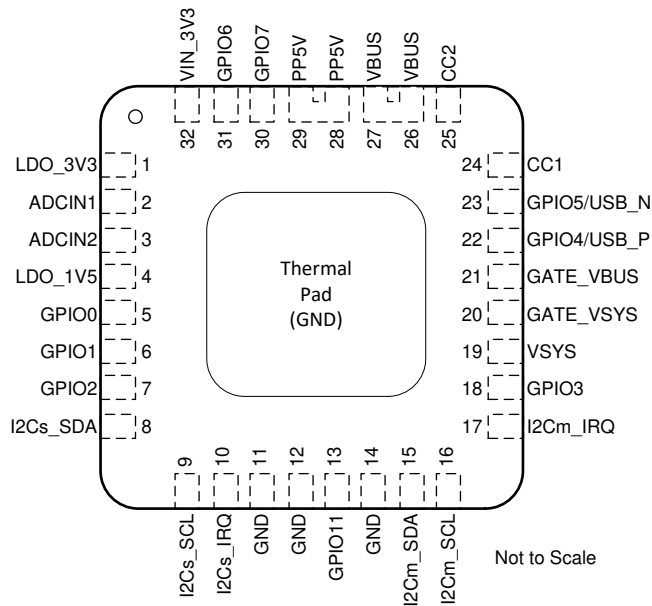 VIN_3V3
GPIO6
GPIO7
PP5V
PP5V
VBUS
VBUS
CC2
32
31
30
29
28
27
26
25
LDO_3V3 1
ADCIN1 2
ADCIN2 3
LDO_1V5 4
GPIO0 5
GPIO1 6
GPIO2 7
I2Cs_SDA 8
Thermal
Pad
(GND)
24 CC1
23 GPIO5/USB_N
22 GPIO4/USB_P
21 GATE_VBUS
20 GATE_VSYS
19 VSYS
18 GPIO3
17 I2Cm_IRQ
9
10
11
12
13
14
15
16
I2Cs_SCL
I2Cs_IRQ
GND
GND
GPIO11
GND
I2Cm_SDA
I2Cm_SCL
Not to Scale